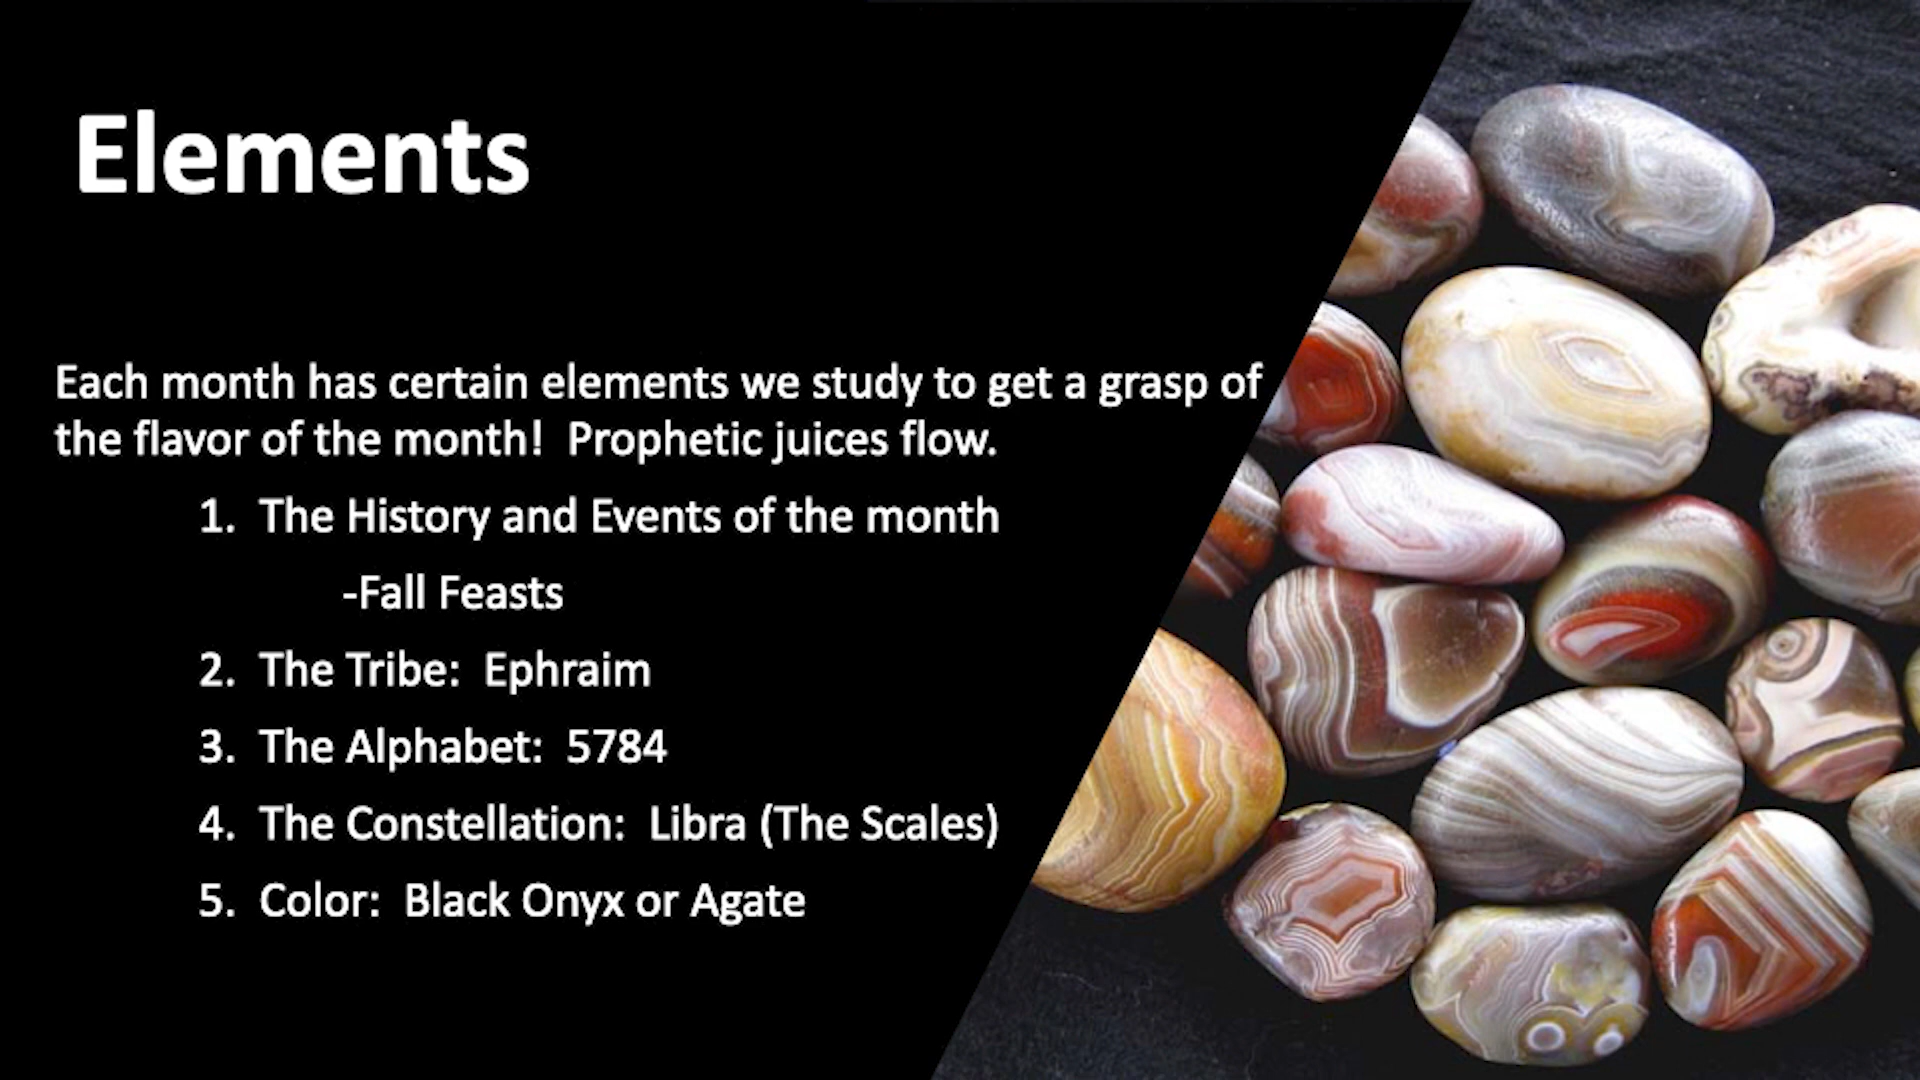 Elements
Each month has certain elements we study to get a grasp of
the flavor of the month!  Prophetic juices flow.
1.  The History and Events of the month
-Fall Feasts
2.  The Tribe:  Ephraim
3.  The Alphabet:  5784
4.  The Constellation:  Libra (The Scales)
5.  Color:  Black Onyx or Agate